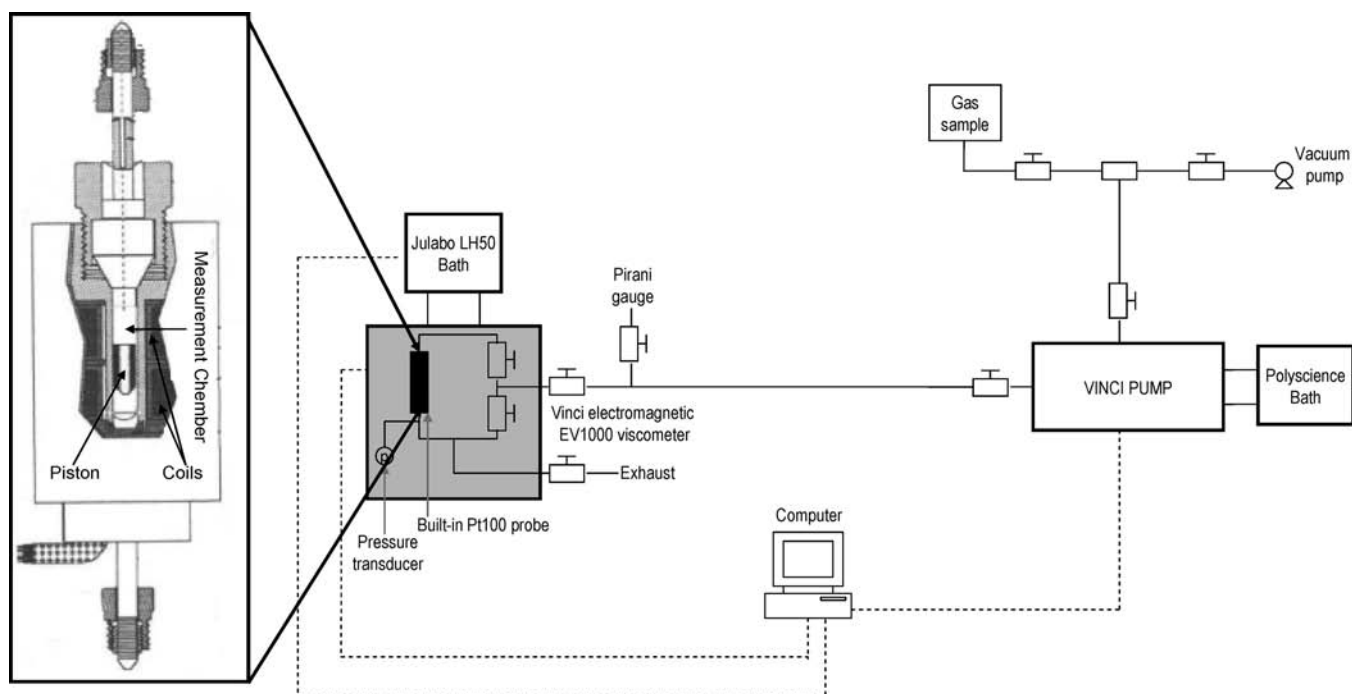 Measurement Chember
Piston
Coils
Julabo LH50
Bath
Pirani
gauge
Vinci electromagnetic
EV1000 viscometer
Exhaust
p
Built-in Pt100 probe
Pressure
transducer
Computer
Gas
sample
Vacuum
pump
VINCI PUMP
Polyscience
Bath